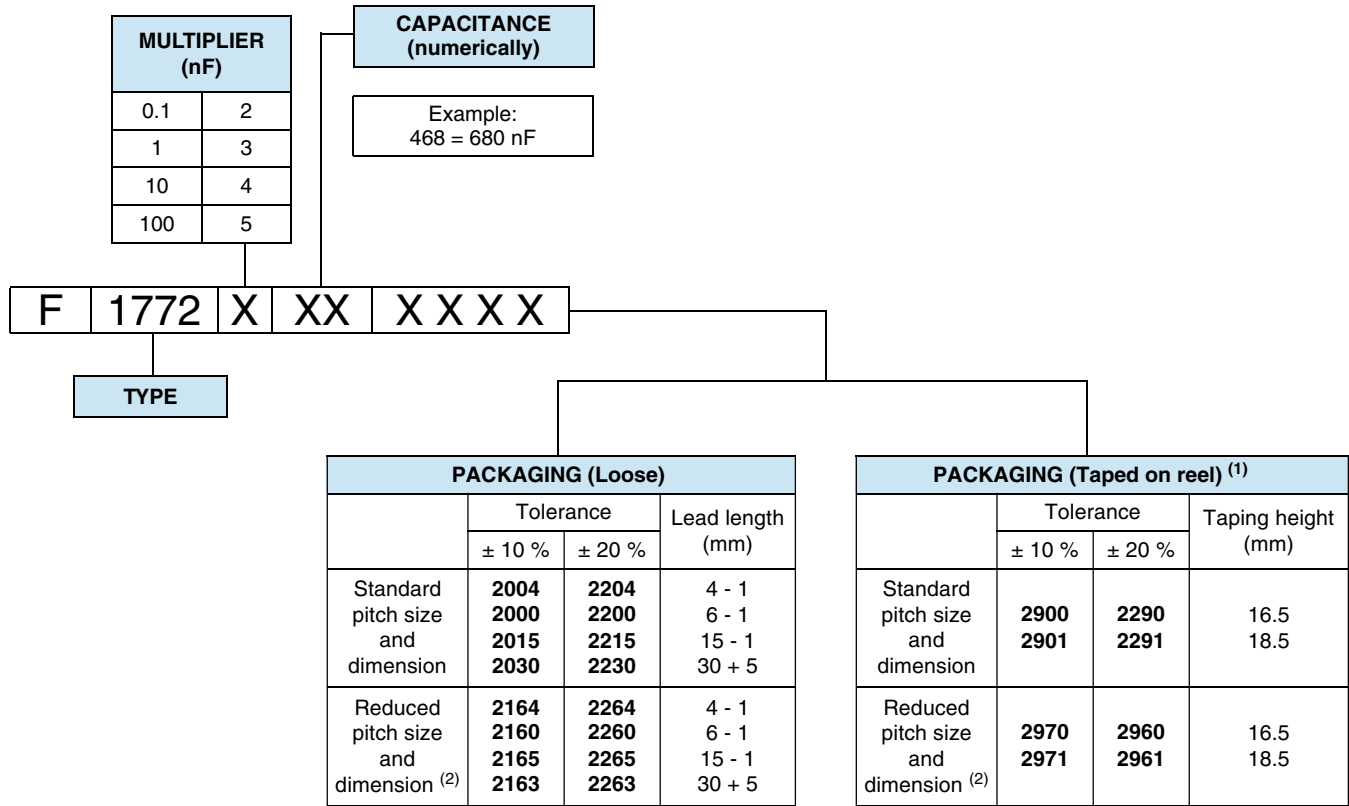 MULTIPLIER
(nF)
0.1 2
1 3
10 4
100 5
CAPACITANCE
(numerically)
Example:
468 = 680 nF
F 1772 X XX X X X X
TYPE
PACKAGING (Loose)
Tolerance Lead length
(mm)
± 10 % ± 20 %
Standard 2004 2204 4 - 1
pitch size 2000 2200 6 - 1
and 2015 2215 15 - 1
dimension 2030 2230 30 + 5
Reduced 2164 2264 4 - 1
pitch size 2160 2260 6 - 1
and 2165 2265 15 - 1
dimension (2) 2163 2263 30 + 5
PACKAGING (Taped on reel) (1)
Tolerance Taping height
(mm)
± 10 % ± 20 %
Standard
pitch size 2900 2290 16.5
and 2901 2291 18.5
dimension
Reduced
pitch size 2970 2960 16.5
and 2971 2961 18.5
dimension (2)